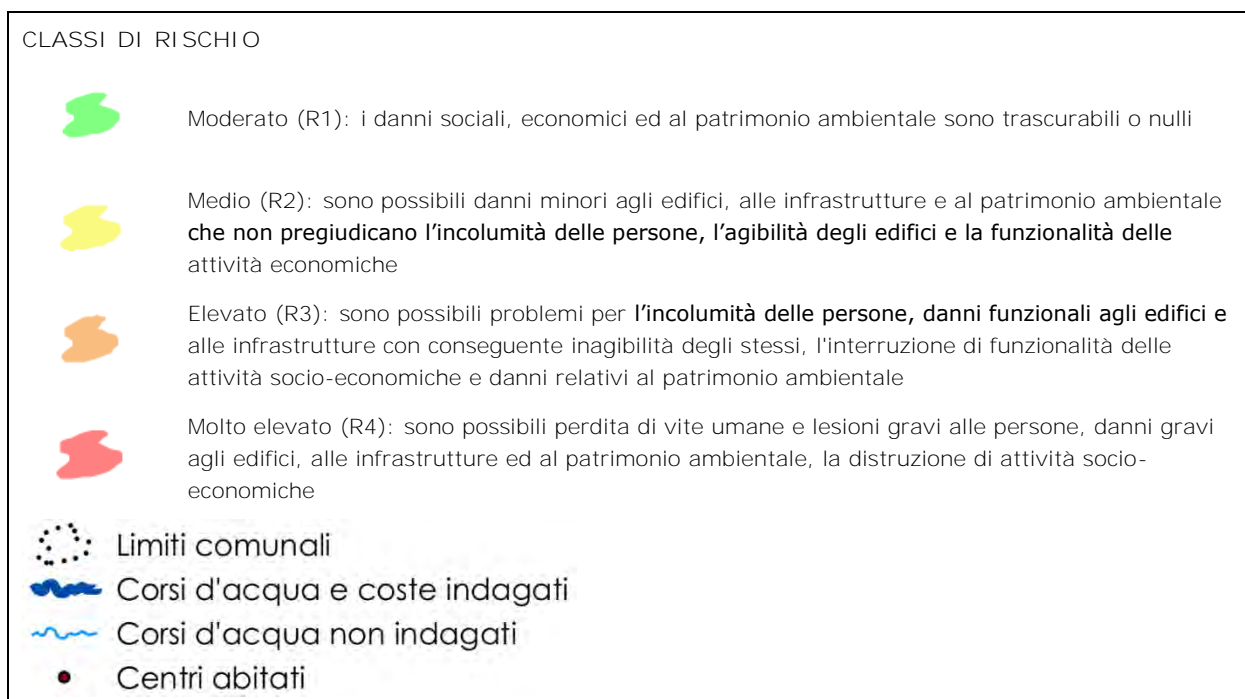 CLASSI DI RISCHIO
Moderato (R1): i danni sociali, economici ed al patrimonio ambientale sono trascurabili o nulli
Medio (R2): sono possibili danni minori agli edifici, alle infrastrutture e al patrimonio ambientale
che non pregiudicano l’incolumità delle persone, l’agibilità degli edifici e la funzionalità delle
attività economiche
Elevato (R3): sono possibili problemi per l’incolumità delle persone, danni funzionali agli edifici e
alle infrastrutture con conseguente inagibilità degli stessi, l'interruzione di funzionalità delle
attività socio-economiche e danni relativi al patrimonio ambientale
Molto elevato (R4): sono possibili perdita di vite umane e lesioni gravi alle persone, danni gravi
agli edifici, alle infrastrutture ed al patrimonio ambientale, la distruzione di attività socio-
economiche
Limiti comunali
Corsi d'acqua e coste indagati
Corsi d'acqua non indagati
Centri abitati